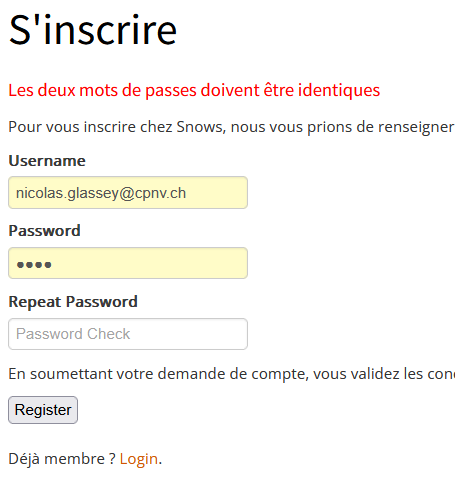 S'inscrire
Les deux mots de passes doivent être identiques
Pour vous inscrire chez Snows, nous vous prions de renseigner
Username
nicolas.glassey@cpnv.ch
Password
••••
Repeat Password
Password Check
En soumettant votre demande de compte, vous validez les
Register
Déjà membre ? Login.